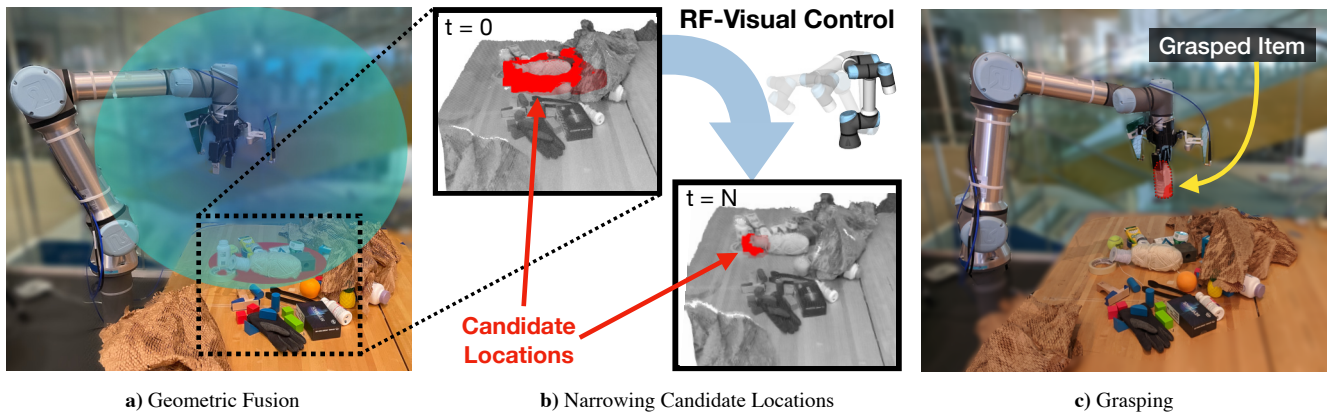 t = 0
RF-Visual Control
Grasped Item
t = N
Candidate
Locations
a) Geometric Fusion
b) Narrowing Candidate Locations
c) Grasping